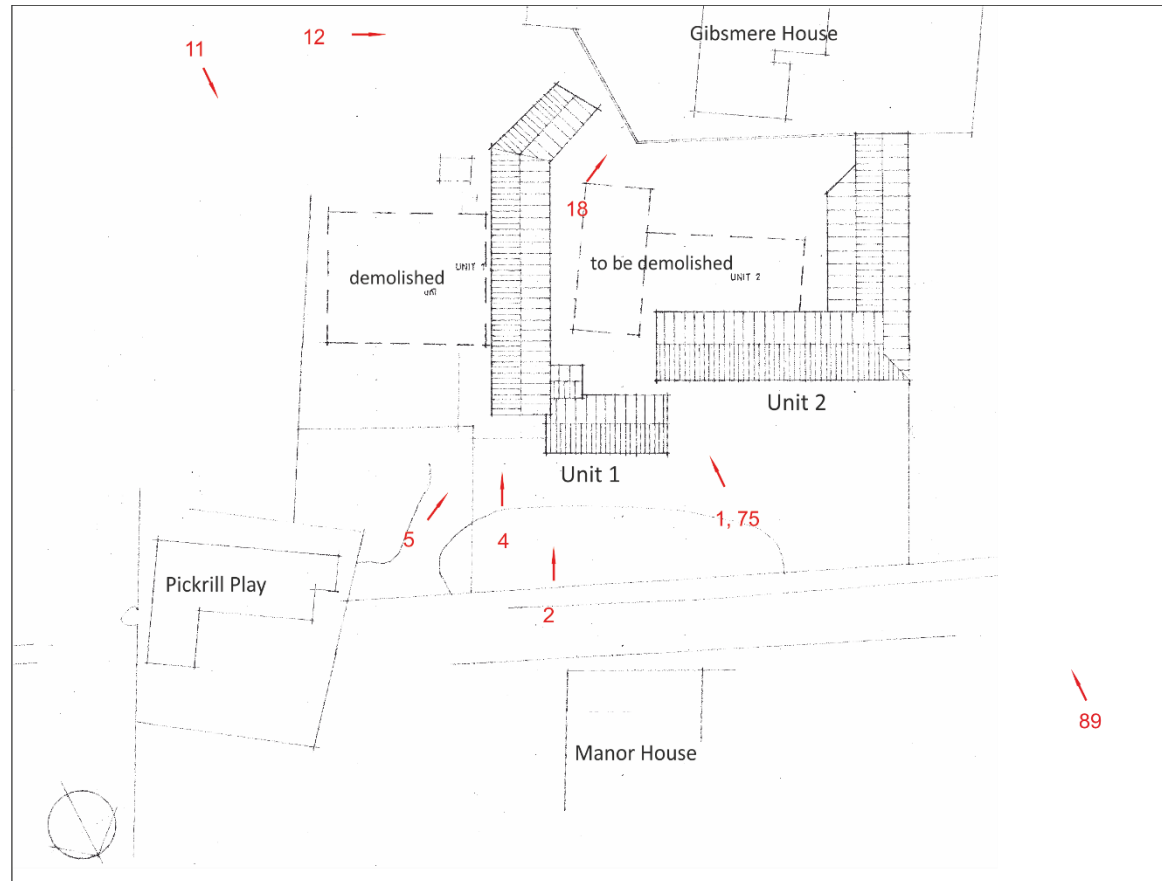 Gibsmere House
12
11
18
demolished
UNIT
to be demolished
UNIT 2
Unit 2
Unit 1
1, 75
5
4
Pickrill Play
2
89
Manor House